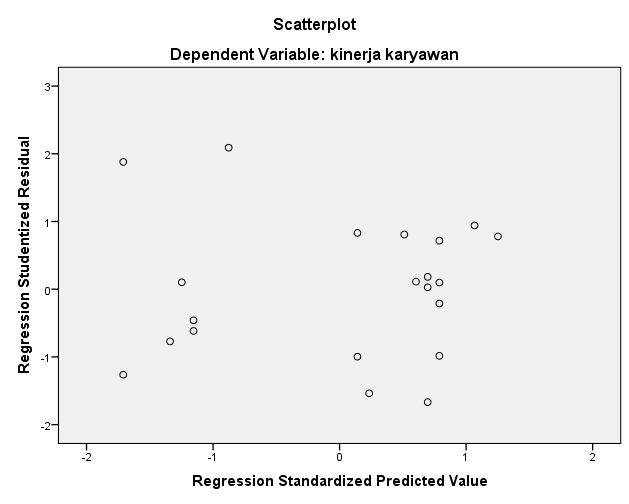 Scatterplot
Dependent Variable: kinerja karyawan
Regression Studentized Residual
3
2
1
0
-1
-2
-2
-1
0
1
2
Regression Standardized Predicted Value